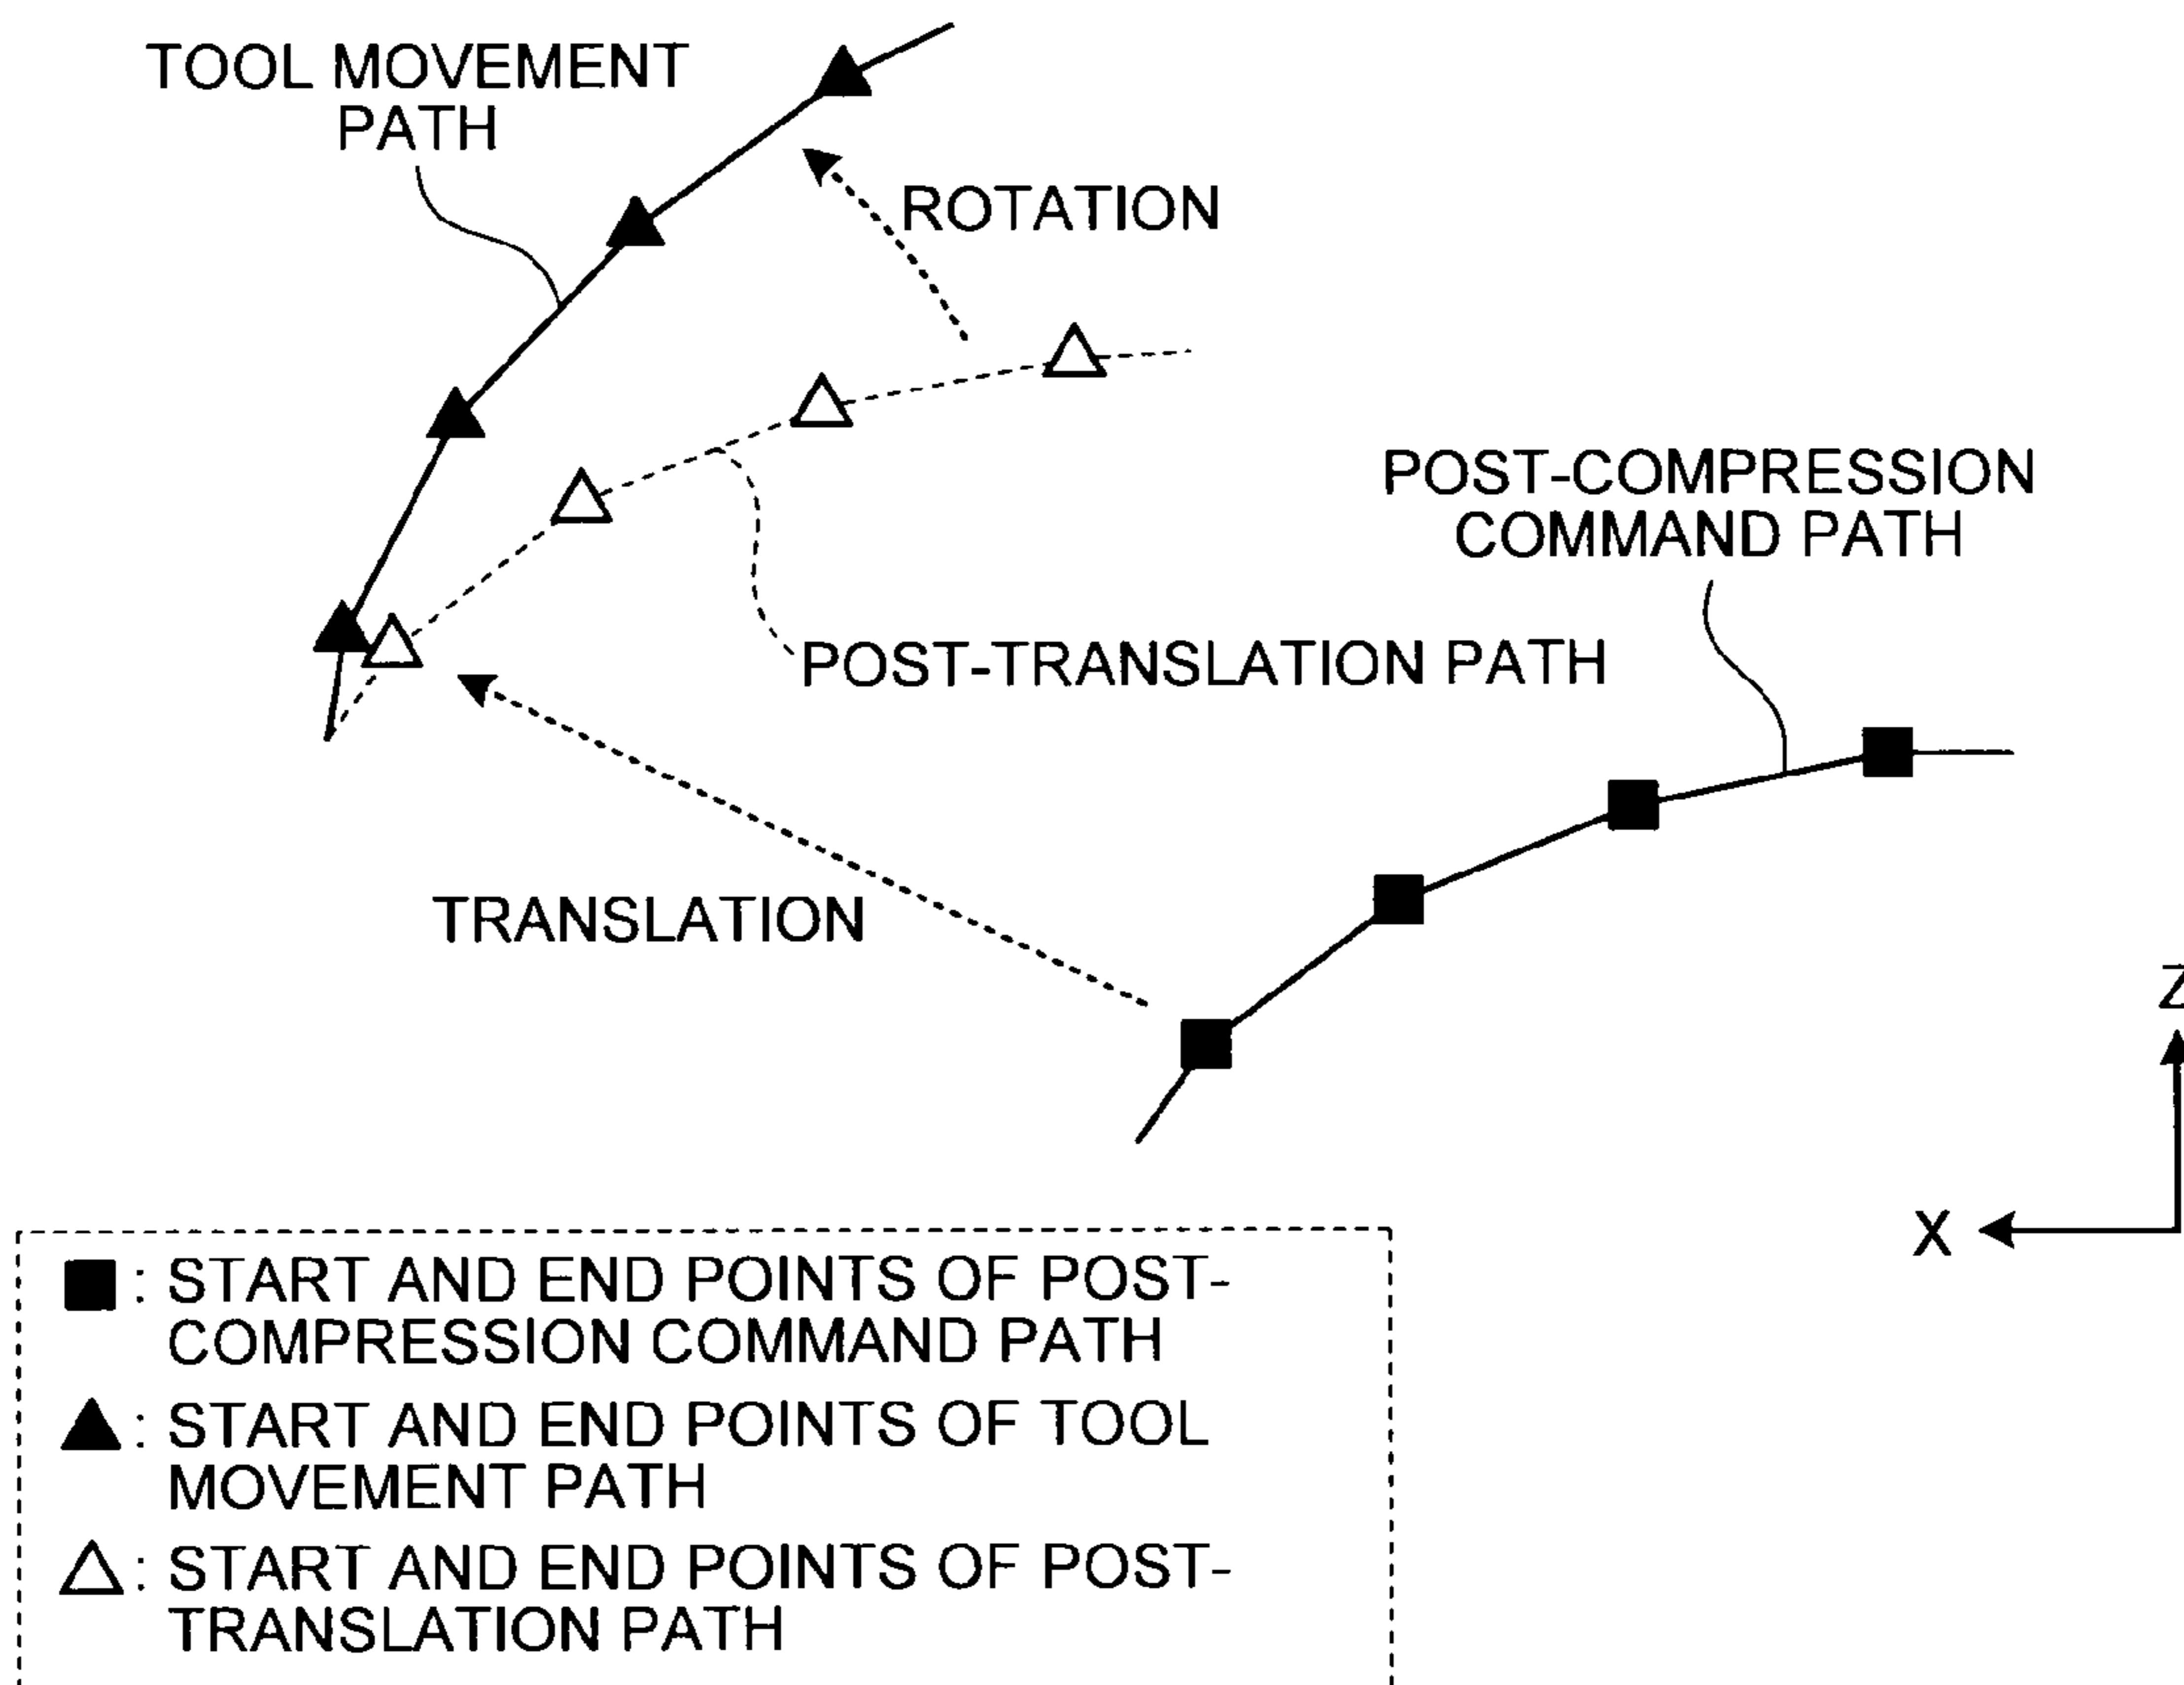 TOOL MOVEMENT
PATH
ROTATION
POST-COMPRESSION
COMMAND PATH
POST-TRANSLATION PATH
TRANSLATION
Z
X
: START AND END POINTS OF POST-
COMPRESSION COMMAND PATH
: START AND END POINTS OF TOOL
MOVEMENT PATH
: START AND END POINTS OF POST-
TRANSLATION PATH